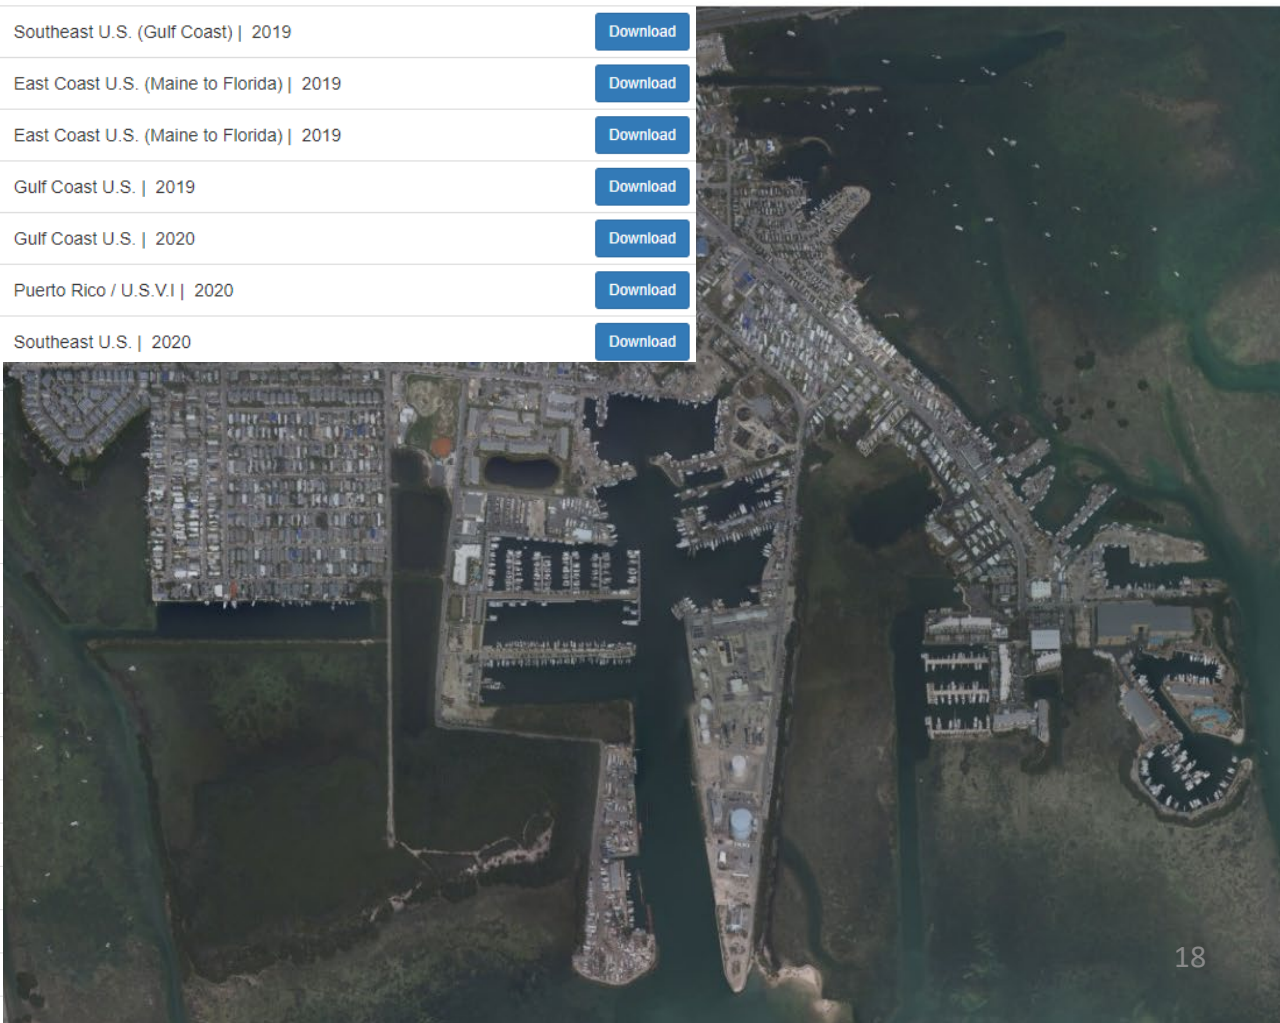 Southeast U.S. (Gulf Coast) | 2019 Download
East Coast U.S. (Maine to Florida) | 2019 Download
East Coast U.S. (Maine to Florida) | 2019 Download
Gulf Coast U.S. | 2019 Download
Gulf Coast U.S. | 2020 Download
Puerto Rico / U.S.V.I | 2020 Download
Southeast U.S. | 2020 Download
18